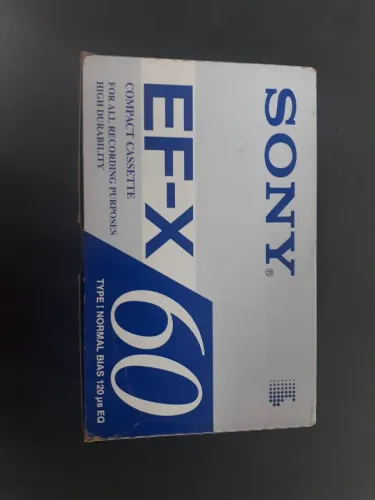 SONY®
EF-X 60
COMPACT CASSETTE
FOR ALL RECORDING PURPOSES
HIGH DURABILITY
TYPE I NORMAL BIAS 120 µs EQ